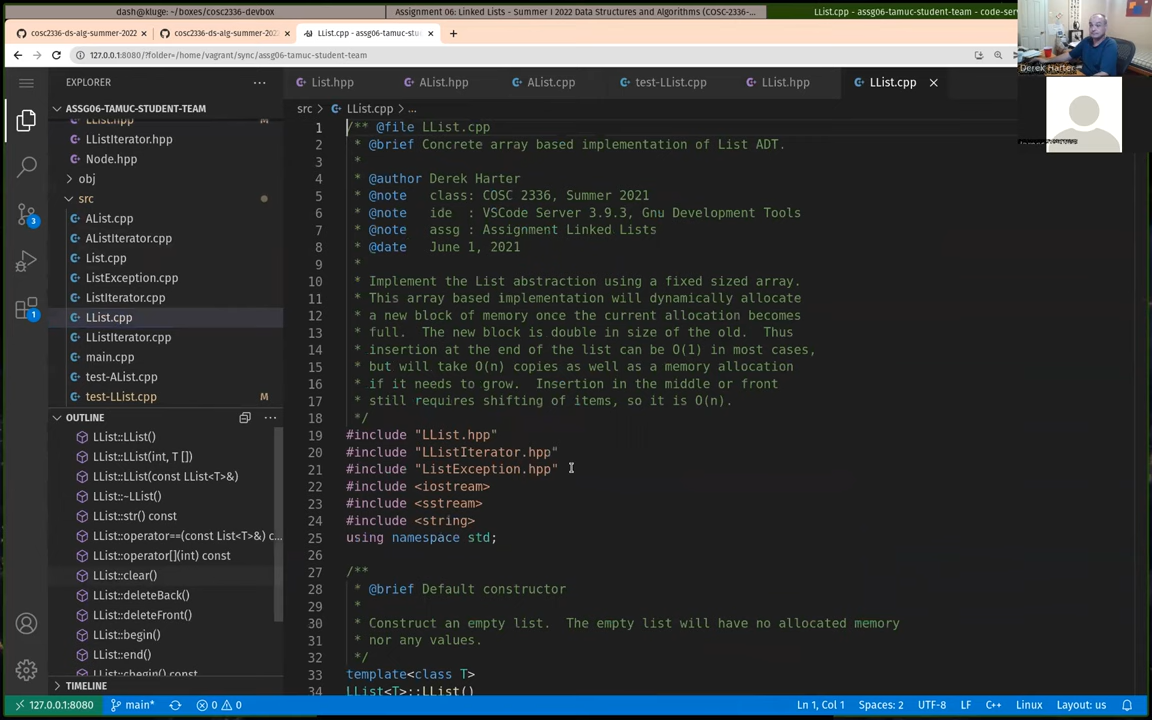 dash@kluge: ~/boxes/cosc2336-devbox
Assignment 06: Linked Lists - Summer I 2022 Data Structures and Algorithms (COSC-2336-...
LList.cpp - assg06-tamuc-student-team - code-serv
cosc2336-ds-alg-summer-2022
cosc2336-ds-alg-summer-202
LList.cpp - assg06-tamuc-stu
127.0.0.1:8080/?folder=/home/vagrant/sync/assg06-tamuc-student-team
Derek Harter
EXPLORER
ASSG06-TAMUC-STUDENT-TEAM
LList.hpp M
LListIterator.hpp
Node.hpp
obj
src
AList.cpp
AListIterator.cpp
List.cpp
ListException.cpp
ListIterator.cpp
LList.cpp
LListIterator.cpp
main.cpp
test-AList.cpp
test-LList.cpp M
3
1
OUTLINE
LList::LList()
LList::LList(int, T [])
LList::LList(const LList<T>&)
LList::~LList()
LList::str() const
LList::operator==(const List<T>&) c...
LList::operator[](int) const
LList::clear()
LList::deleteBack()
LList::deleteFront()
LList::begin()
LList::end()
LList::cbegin() const
TIMELINE
List.hpp
AList.hpp
AList.cpp
test-LList.cpp
LList.hpp
LList.cpp
src > LList.cpp > ...
1 /** @file LList.cpp
2 * @brief Concrete array based implementation of List ADT.
3 *
4 * @author Derek Harter
5 * @note class: COSC 2336, Summer 2021
6 * @note ide : VSCode Server 3.9.3, Gnu Development Tools
7 * @note assg : Assignment Linked Lists
8 * @date June 1, 2021
9 *
10 * Implement the List abstraction using a fixed sized array.
11 * This array based implementation will dynamically allocate
12 * a new block of memory once the current allocation becomes
13 * full. The new block is double in size of the old. Thus
14 * insertion at the end of the list can be O(1) in most cases,
15 * but will take O(n) copies as well as a memory allocation
16 * if it needs to grow. Insertion in the middle or front
17 * still requires shifting of items, so it is O(n).
18 */
19 #include "LList.hpp"
20 #include "LListIterator.hpp"
21 #include "ListException.hpp"
22 #include <iostream>
23 #include <sstream>
24 #include <string>
25 using namespace std;
26
27 /**
28 * @brief Default constructor
29 *
30 * Construct an empty list. The empty list will have no allocated memory
31 * nor any values.
32 */
33 template<class T>
34 LList<T>::LList()
127.0.0.1:8080 main* 0 0 Ln 1, Col 1 Spaces: 2 UTF-8 LF C++ Linux Layout: us